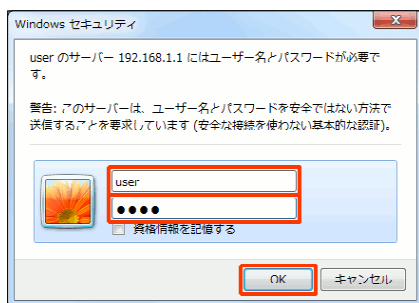 Windows セキュリティ
user のサーバー 192.168.1.1 にはユーザー名とパスワードが必要で
す。
警告: このサーバーは、ユーザー名とパスワードを安全ではない方法で
送信することを要求しています (安全な接続を使わない基本的な認証)。
user
●●●●
資格情報を記憶する
OK
キャンセル